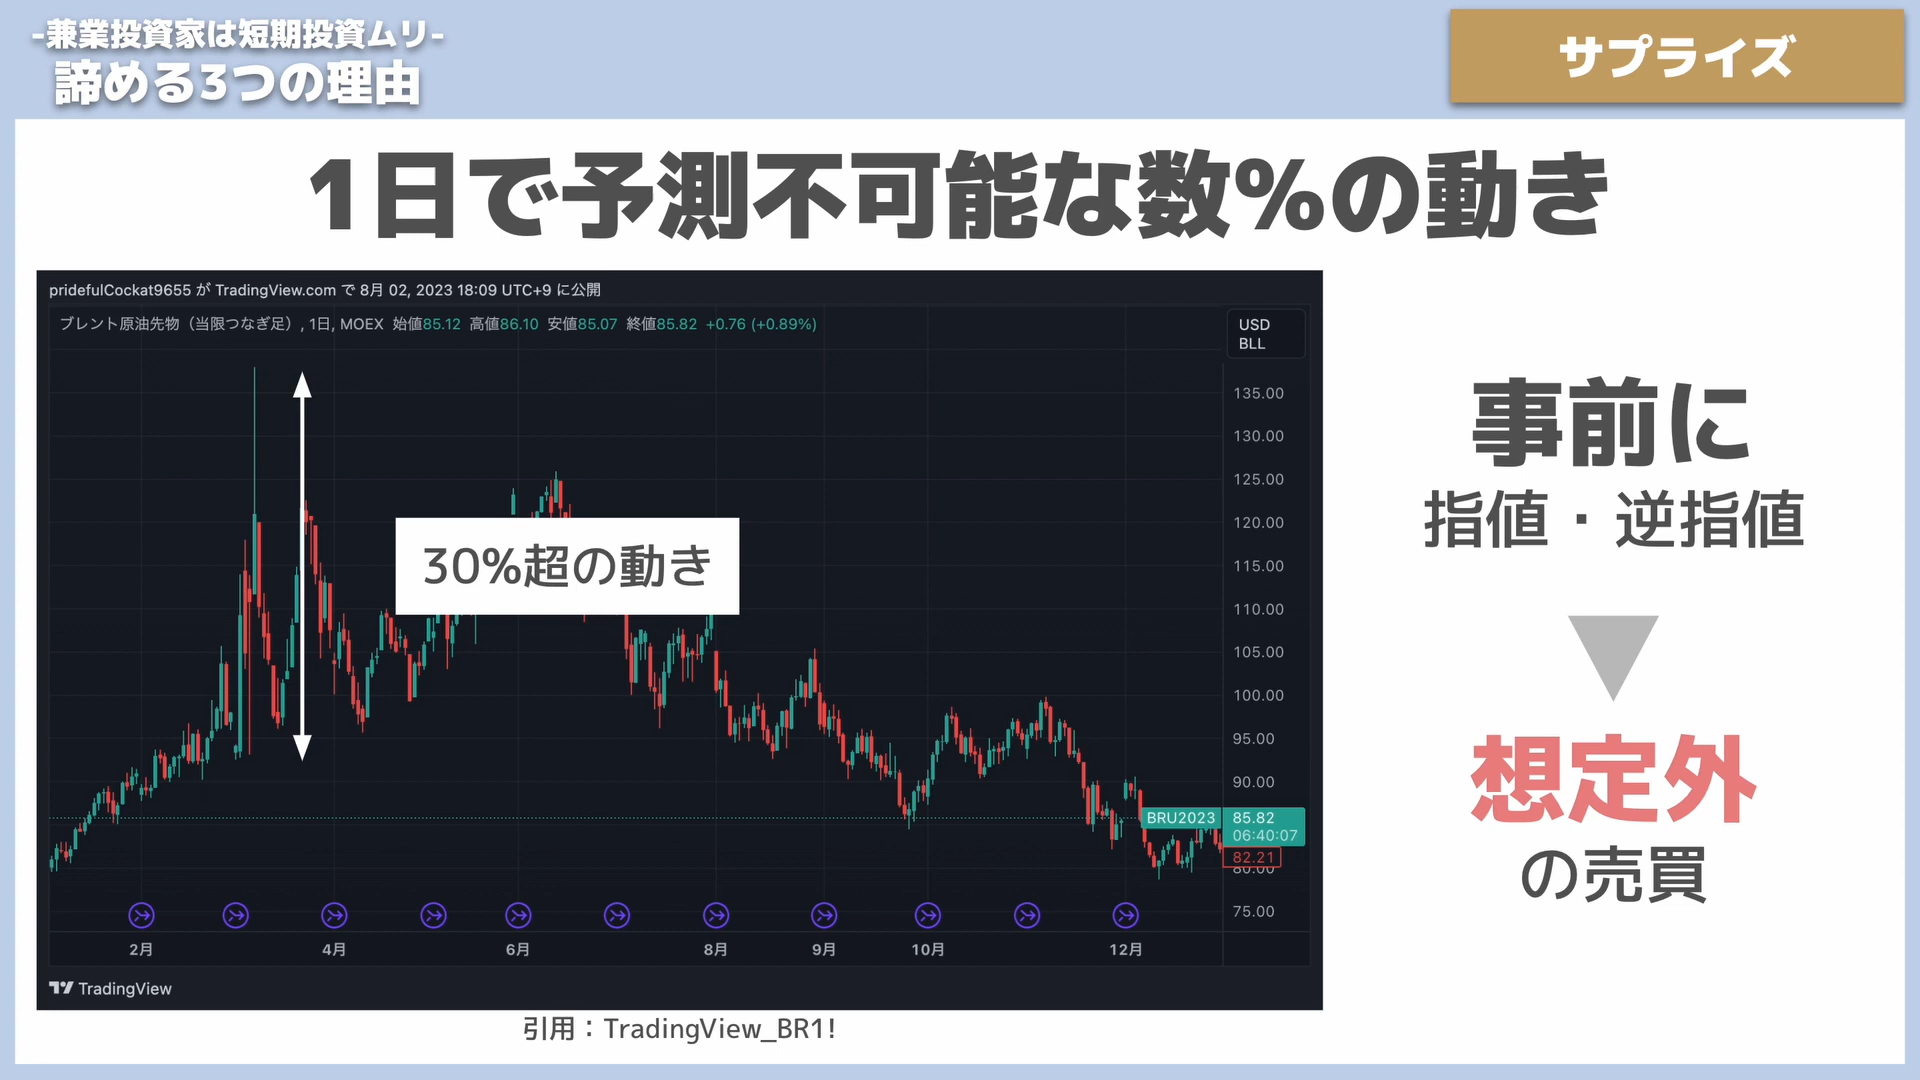 -兼業投資家は短期投資ムリ-
諦める3つの理由
サプライズ
1日で予測不可能な数%の動き
pridefulCockat9655 が TradingView.com で 8月 02, 2023 18:09 UTC+9 に公開
ブレント原油先物（当限つなぎ足）, 1日, MOEX 始値85.12 高値86.10 安値85.07 終値85.82 +0.76 (+0.89%)
USD
BLL
135.00
130.00
125.00
120.00
115.00
110.00
105.00
100.00
95.00
90.00
BRU2023 85.82
06:40:07
82.21
80.00
75.00
30%超の動き
2月 4月 6月 8月 9月 10月 12月
TradingView
引用：TradingView_BR1!
事前に
指値・逆指値
想定外
の売買